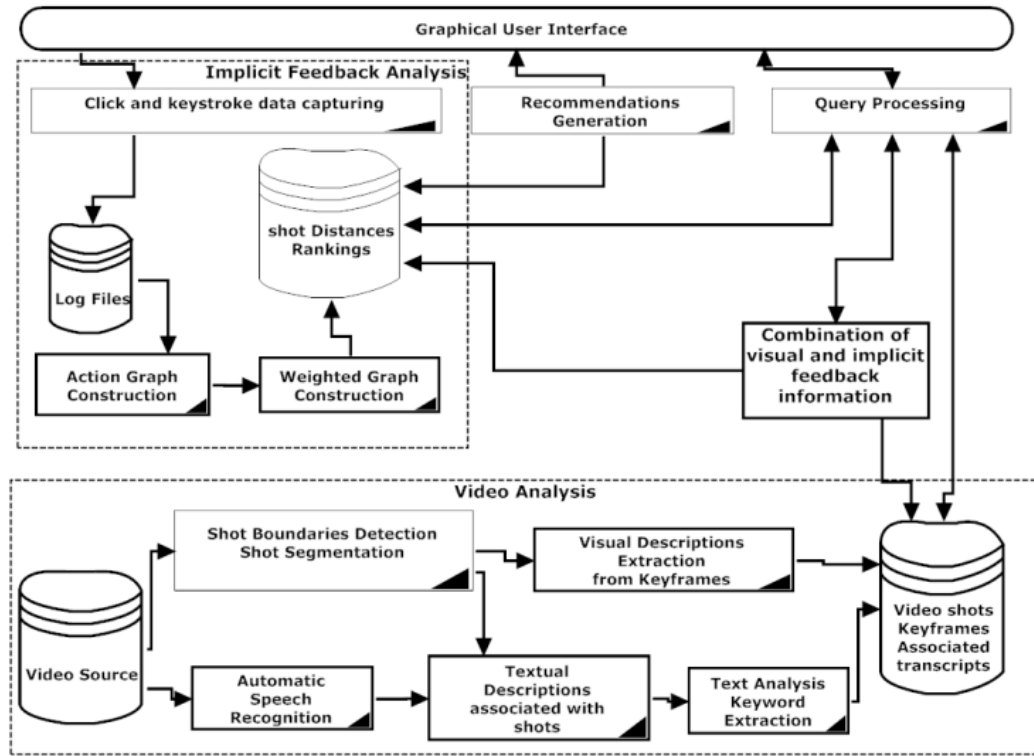 Graphical User Interface
Implicit Feedback Analysis
Click and keystroke data capturing
Recommendations
Generation
Query Processing
shot Distances
Rankings
Log Files
Action Graph
Construction
Weighted Graph
Construction
Combination of
visual and implicit
feedback
information
Video Analysis
Shot Boundaries Detection
Shot Segmentation
Visual Descriptions
Extraction
from Keyframes
Video shots
Keyframes
Associated
transcripts
Video Source
Automatic
Speech
Recognition
Textual
Descriptions
associated with
shots
Text Analysis
Keyword
Extraction